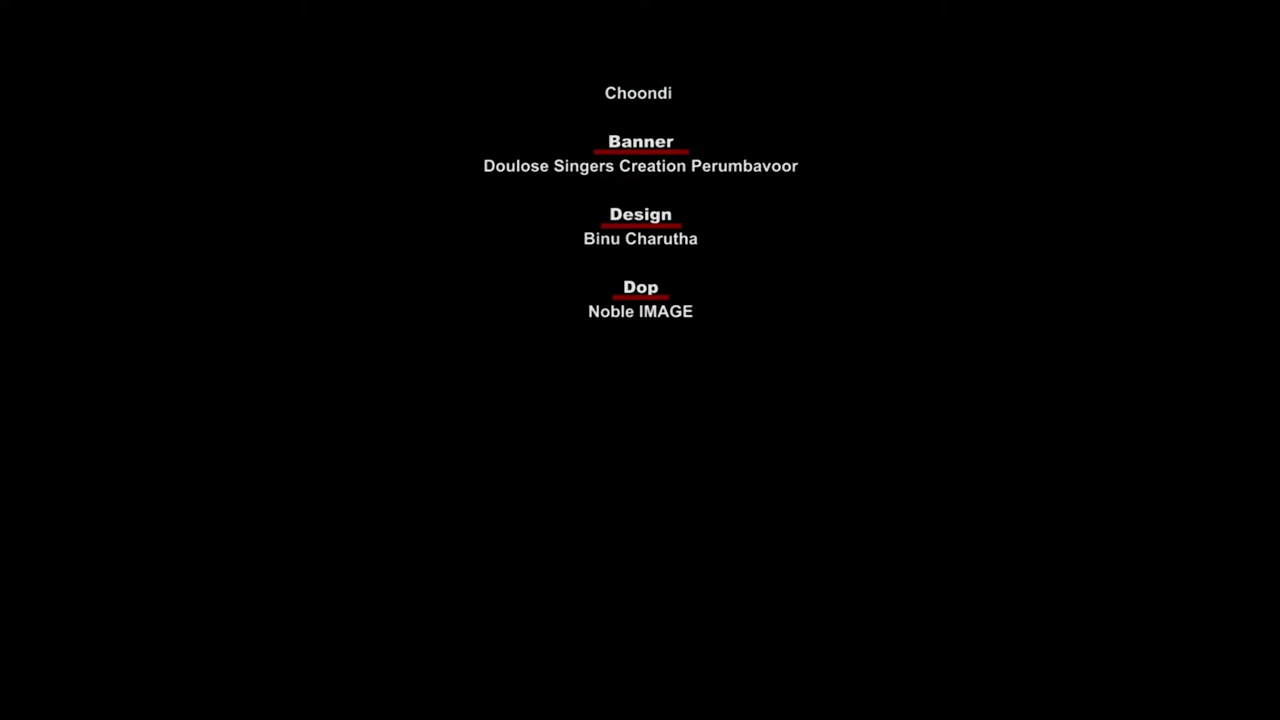 Choondi
Banner
Doulose Singers Creation Perumbavoor
Design
Binu Charutha
Dop
Noble IMAGE